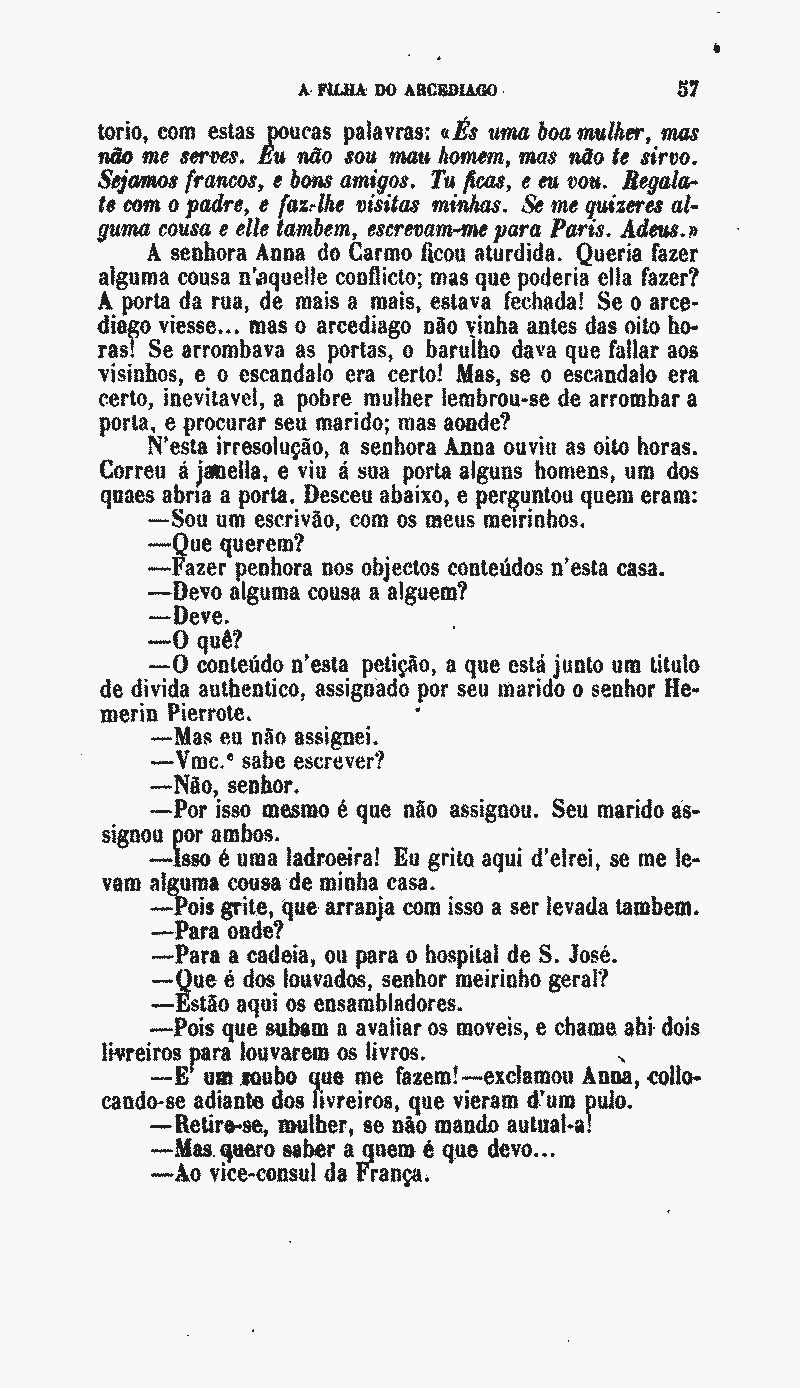 A FILHA DO ARCEDIAGO 57
torio, com estas poucas palavras: «És uma boa mulher, mas
não me serves. Eu não sou mau homem, mas não te sirvo.
Sejamos francos, e bons amigos. Tu ficas, e eu vou. Regala-
te com o padre, e faz-lhe visitas minhas. Se me quizeres al-
guma cousa e elle tambem, escrevam-me para Paris. Adeus.»
A senhora Anna do Carmo ficou aturdida. Queria fazer
alguma cousa n'aquelle conflicto; mas que poderia ella fazer?
A porta da rua, de mais a mais, estava fechada! Se o arce-
diago viesse... mas o arcediago não vinha antes das oito ho-
ras! Se arrombava as portas, o barulho dava que fallar aos
visinhos, e o escandalo era certo! Mas, se o escandalo era
certo, inevitavel, a pobre mulher lembrou-se de arrombar a
porta, e procurar seu marido; mas aonde?
N'esta irresolução, a senhora Anna ouviu as oito horas.
Correu á janella, e viu á sua porta alguns homens, um dos
quaes abria a porta. Desceu abaixo, e perguntou quem eram:
—Sou um escrivão, com os meus meirinhos.
—Que querem?
—Fazer penhora nos objectos conteúdos n'esta casa.
—Devo alguma cousa a alguem?
—Deve.
—O quê?
—O conteúdo n'esta petição, a que está junto um titulo
de divida authentico, assignado por seu marido o senhor He-
merin Pierrote.
—Mas eu não assignei.
—Vmc.ᵉ sabe escrever?
—Não, senhor.
—Por isso mesmo é que não assignou. Seu marido as-
signou por ambos.
—Isso é uma ladroeira! Eu grito aqui d'elrei, se me le-
vam alguma cousa de minha casa.
—Pois grite, que arranja com isso a ser levada tambem.
—Para onde?
—Para a cadeia, ou para o hospital de S. José.
—Que é dos louvados, senhor meirinho geral?
—Estão aqui os ensambladores.
—Pois que subam a avaliar os moveis, e chame ahi dois
livreiros para louvarem os livros.
—E' um roubo que me fazem!—exclamou Anna, collo-
cando-se adiante dos livreiros, que vieram d'um pulo.
—Retire-se, mulher, se não mando autual-a!
—Mas quero saber a quem é que devo...
—Ao vice-consul da França.